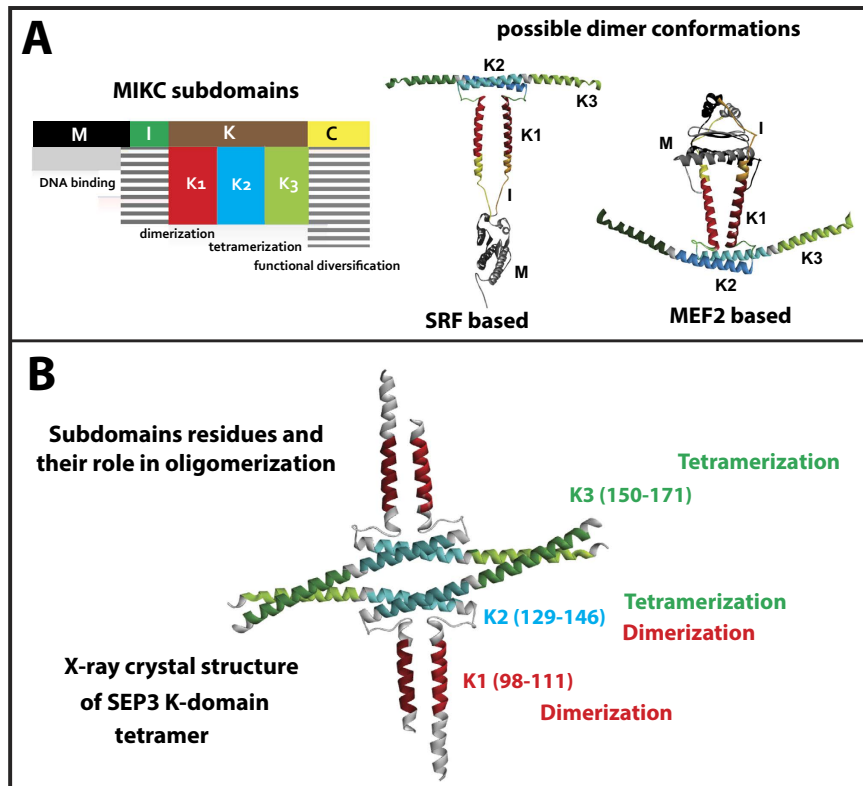 A
possible dimer conformations
MIKC subdomains
M I K C
K1 K2 K3
DNA binding
dimerization
tetramerization
functional diversification
K2
K3
K1
I
M
SRF based
I
M
K1
K3
K2
MEF2 based
B
Subdomains residues and
their role in oligomerization
Tetramerization
K3 (150-171)
K2 (129-146)
Tetramerization
Dimerization
X-ray crystal structure
of SEP3 K-domain
tetramer
K1 (98-111)
Dimerization